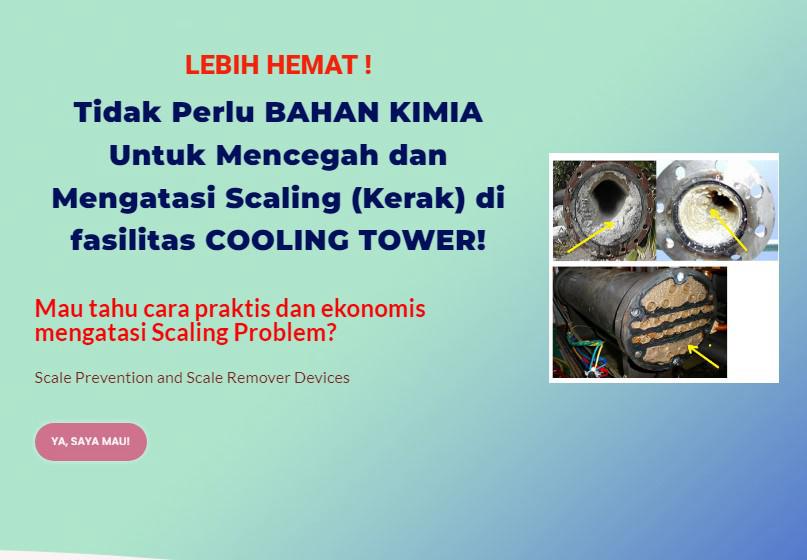 LEBIH HEMAT !
Tidak Perlu BAHAN KIMIA
Untuk Mencegah dan
Mengatasi Scaling (Kerak) di
fasilitas COOLING TOWER!
Mau tahu cara praktis dan ekonomis
mengatasi Scaling Problem?
Scale Prevention and Scale Remover Devices
YA, SAYA MAU!